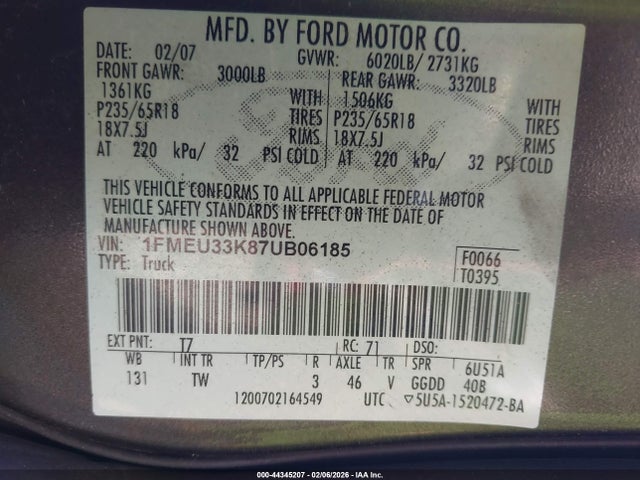 MFD. BY FORD MOTOR CO.
DATE: 02/07 GVWR: 6020LB/ 2731KG
FRONT GAWR: 3000LB REAR GAWR: 3320LB
1361KG WITH 1506KG WITH
P235/65R18 TIRES P235/65R18 TIRES
18X7.5J RIMS 18X7.5J RIMS
AT 220 kPa/ 32 PSI COLD AT 220 kPa/ 32 PSI COLD
THIS VEHICLE CONFORMS TO ALL APPLICABLE FEDERAL MOTOR
VEHICLE SAFETY STANDARDS IN EFFECT ON THE DATE OF
MANUFACTURE SHOWN ABOVE.
VIN: 1FMEU33K87UB06185 F0066
TYPE: Truck T0395
EXT PNT: T7 RC: 71 DSO:
WB INT TR TP/PS R AXLE TR SPR 6U51A
131 TW 3 46 V GGDD 40B
1200702164549 UTC ▽5U5A-1520472-BA
000-44345207 - 02/06/2026 - IAA Inc.